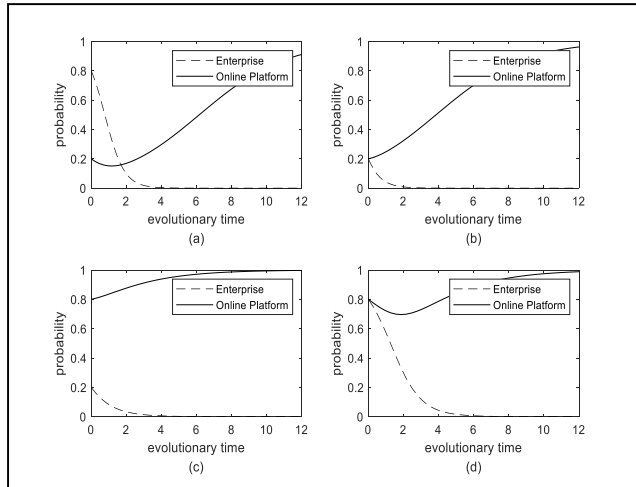 1
0.8
0.6
0.4
0.2
0
probability
Enterprise
Online Platform
0 2 4 6 8 10 12
evolutionary time
(a)
1
0.8
0.6
0.4
0.2
0
probability
Enterprise
Online Platform
0 2 4 6 8 10 12
evolutionary time
(b)
1
0.8
0.6
0.4
0.2
0
probability
Enterprise
Online Platform
0 2 4 6 8 10 12
evolutionary time
(c)
1
0.8
0.6
0.4
0.2
0
probability
Enterprise
Online Platform
0 2 4 6 8 10 12
evolutionary time
(d)